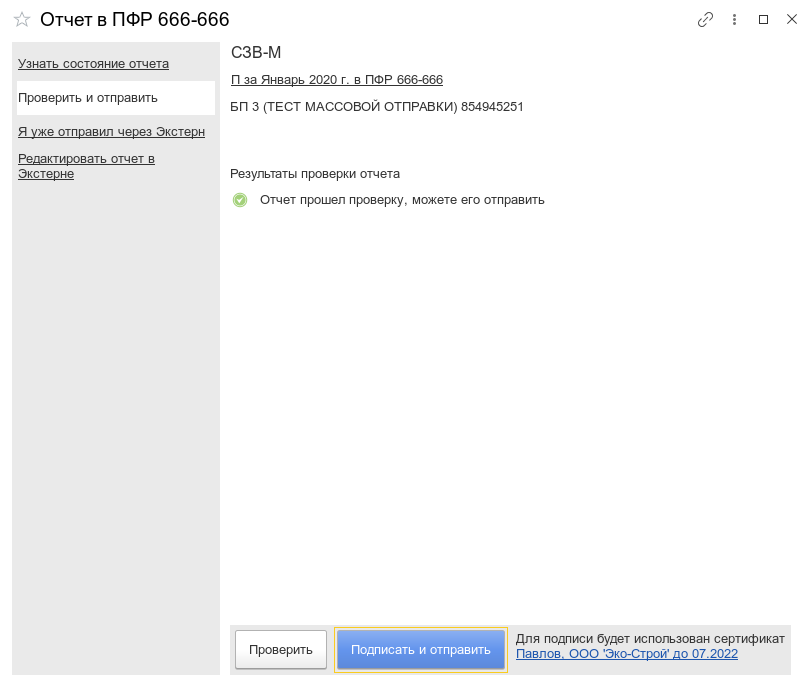 Отчет в ПФР 666-666
Узнать состояние отчета
Проверить и отправить
Я уже отправил через Экстерн
Редактировать отчет в
Экстерне
СЗВ-М
П за Январь 2020 г. в ПФР 666-666
БП 3 (ТЕСТ МАССОВОЙ ОТПРАВКИ) 854945251
Результаты проверки отчета
Отчет прошел проверку, можете его отправить
Проверить
Подписать и отправить
Для подписи будет использован сертификат
Павлов, ООО 'Эко-Строй' до 07.2022